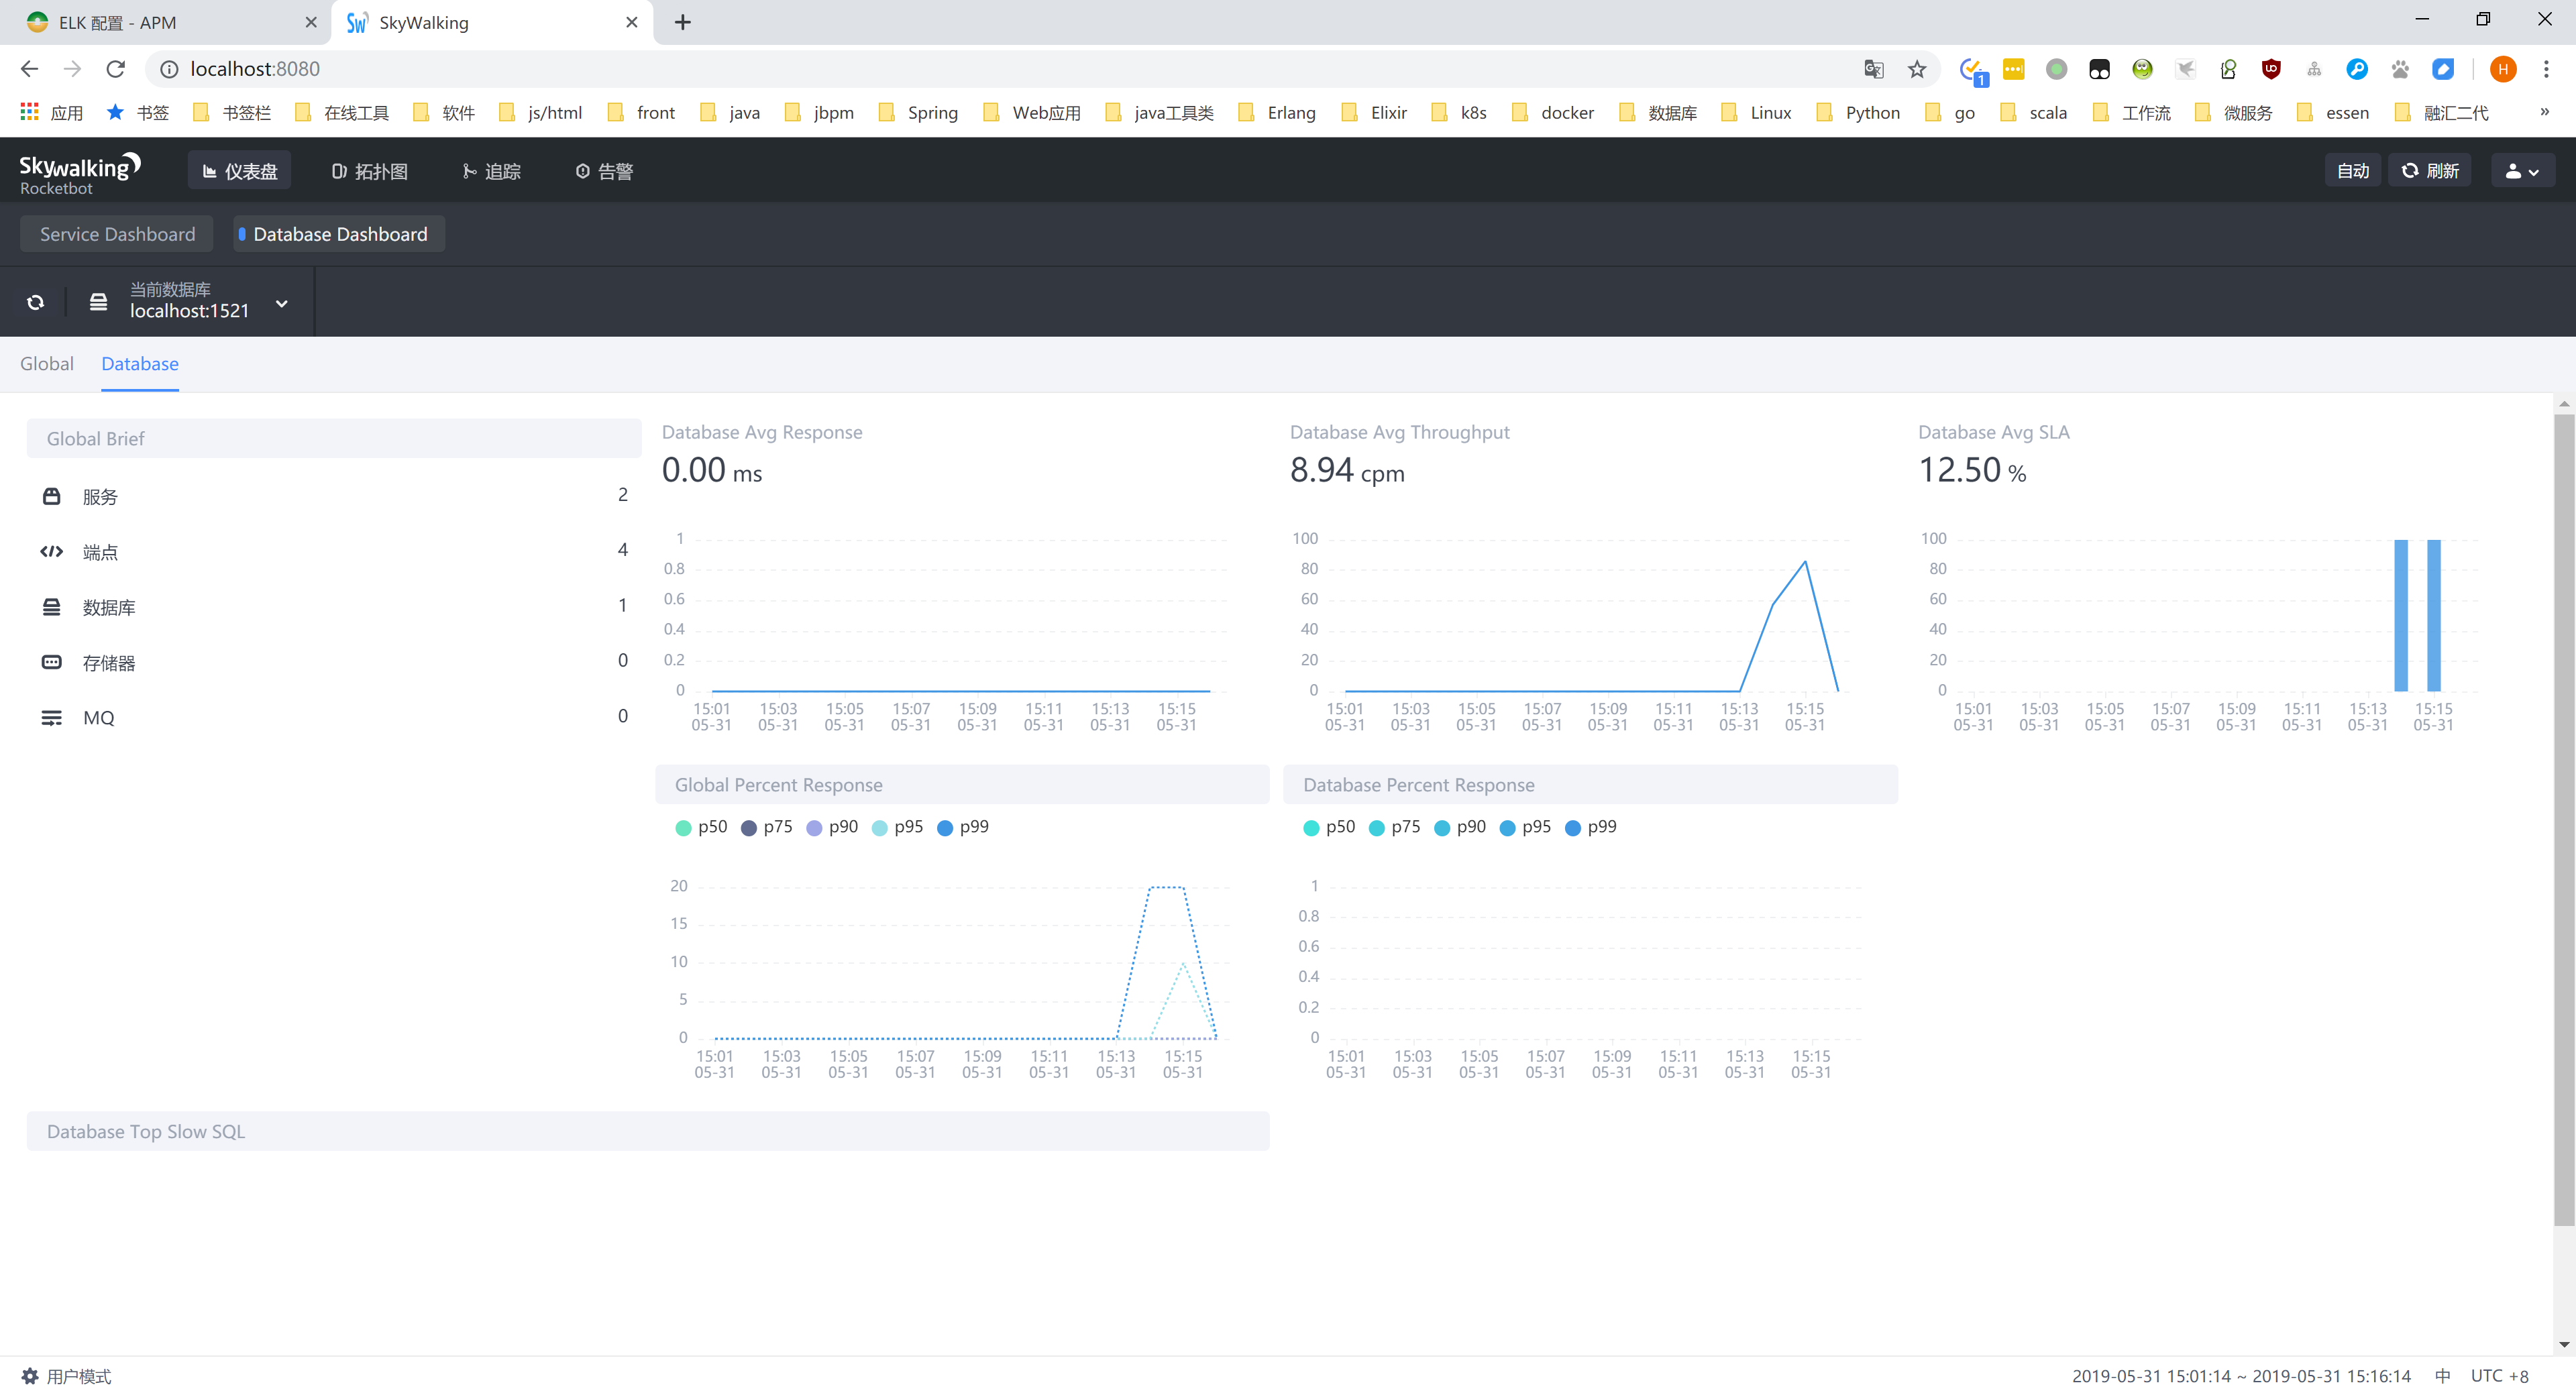 ELK 配置 - APM
SkyWalking
localhost:8080
1
H
应用 书签 书签栏 在线工具 软件 js/html front java jbpm Spring Web应用 java工具类 Erlang Elixir k8s docker 数据库 Linux Python go scala 工作流 微服务 essen 融汇二代 »
Skywalking
Rocketbot
仪表盘 拓扑图 追踪 告警 自动 刷新
Service Dashboard Database Dashboard
当前数据库
localhost:1521
Global Database
Global Brief
服务 2
端点 4
数据库 1
存储器 0
MQ 0
Database Avg Response
0.00 ms
1
0.8
0.6
0.4
0.2
0
15:01 15:03 15:05 15:07 15:09 15:11 15:13 15:15
05-31 05-31 05-31 05-31 05-31 05-31 05-31 05-31
Database Avg Throughput
8.94 cpm
100
80
60
40
20
0
15:01 15:03 15:05 15:07 15:09 15:11 15:13 15:15
05-31 05-31 05-31 05-31 05-31 05-31 05-31 05-31
Database Avg SLA
12.50 %
100
80
60
40
20
0
15:01 15:03 15:05 15:07 15:09 15:11 15:13 15:15
05-31 05-31 05-31 05-31 05-31 05-31 05-31 05-31
Global Percent Response
p50 p75 p90 p95 p99
20
15
10
5
0
15:01 15:03 15:05 15:07 15:09 15:11 15:13 15:15
05-31 05-31 05-31 05-31 05-31 05-31 05-31 05-31
Database Percent Response
p50 p75 p90 p95 p99
1
0.8
0.6
0.4
0.2
0
15:01 15:03 15:05 15:07 15:09 15:11 15:13 15:15
05-31 05-31 05-31 05-31 05-31 05-31 05-31 05-31
Database Top Slow SQL
用户模式
2019-05-31 15:01:14 ~ 2019-05-31 15:16:14 中 UTC +8